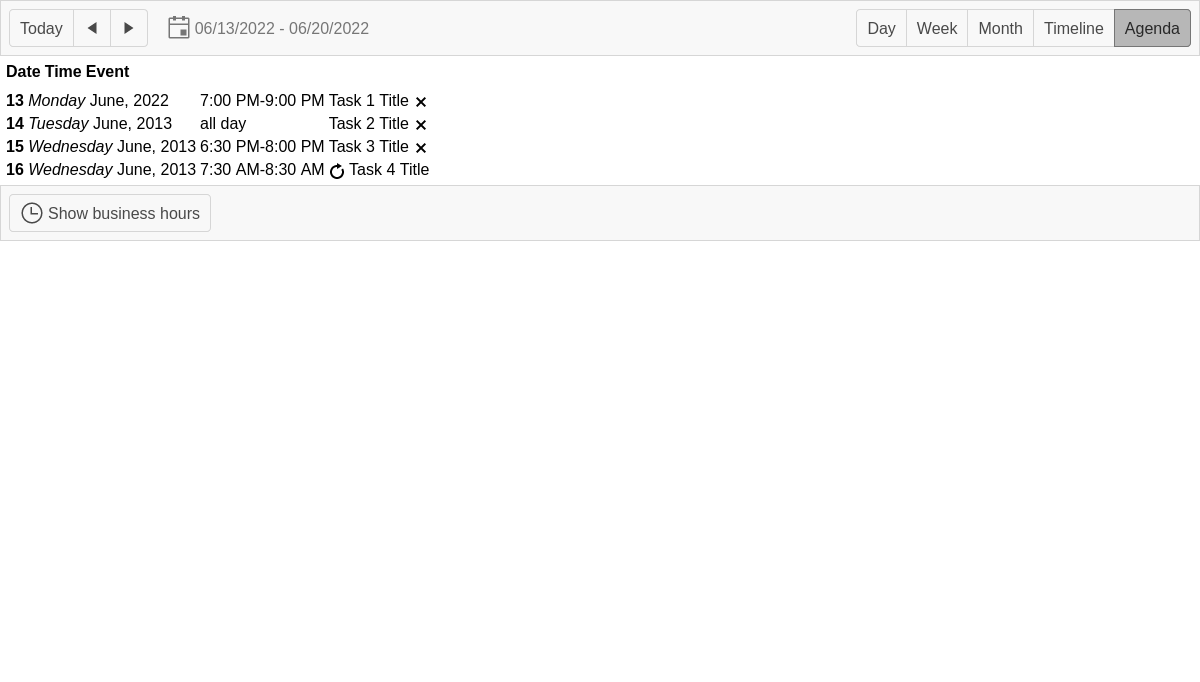 Today 06/13/2022 - 06/20/2022 Day Week Month Timeline Agenda
Date Time Event
13 Monday June, 2022 7:00 PM-9:00 PM Task 1 Title
14 Tuesday June, 2013 all day Task 2 Title
15 Wednesday June, 2013 6:30 PM-8:00 PM Task 3 Title
16 Wednesday June, 2013 7:30 AM-8:30 AM Task 4 Title
Show business hours